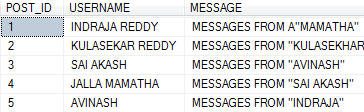 POST_ID USERNAME MESSAGE
1 INDRAJA REDDY MESSAGES FROM A"MAMATHA"
2 KULASEKAR REDDY MESSAGES FROM "KULASEKHAR
3 SAI AKASH MESSAGES FROM "AVINASH"
4 JALLA MAMATHA MESSAGES FROM "SAI AKASH"
5 AVINASH MESSAGES FROM "INDRAJA"